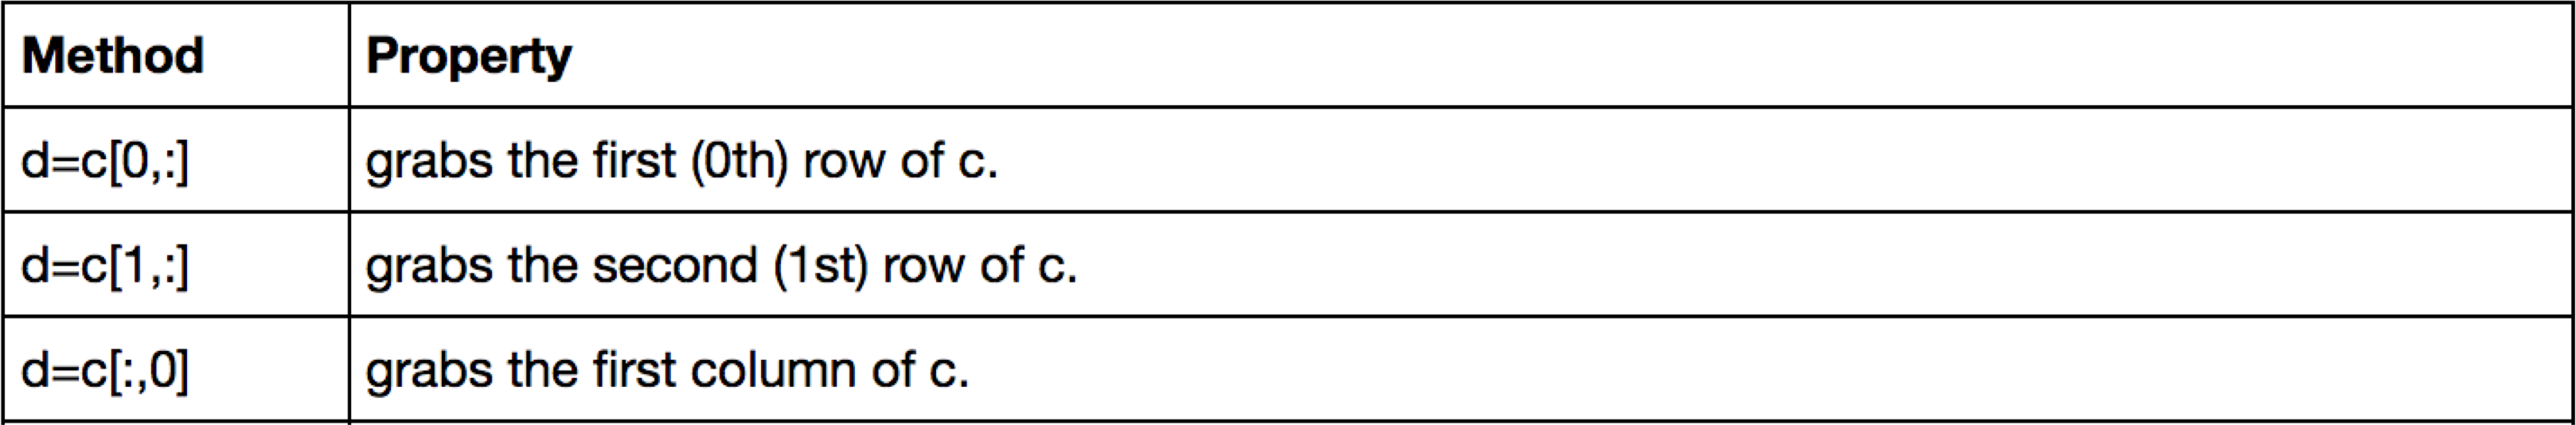 Method Property
d=c[0,:] grabs the first (0th) row of c.
d=c[1,:] grabs the second (1st) row of c.
d=c[:,0] grabs the first column of c.